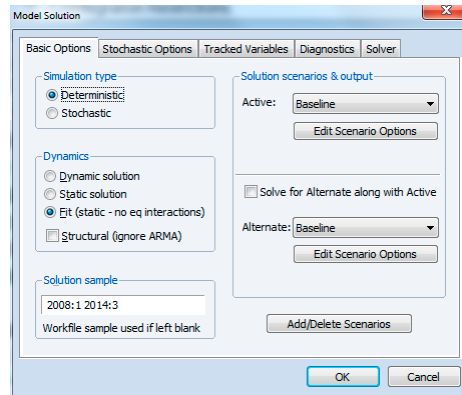 Model Solution
Basic Options Stochastic Options Tracked Variables Diagnostics Solver
Simulation type
Deterministic
Stochastic
Dynamics
Dynamic solution
Static solution
Fit (static - no eq interactions)
Structural (ignore ARMA)
Solution sample
2008:1 2014:3
Workfile sample used if left blank
Solution scenarios & output
Active: Baseline
Edit Scenario Options
Solve for Alternate along with Active
Alternate: Baseline
Edit Scenario Options
Add/Delete Scenarios
OK Cancel